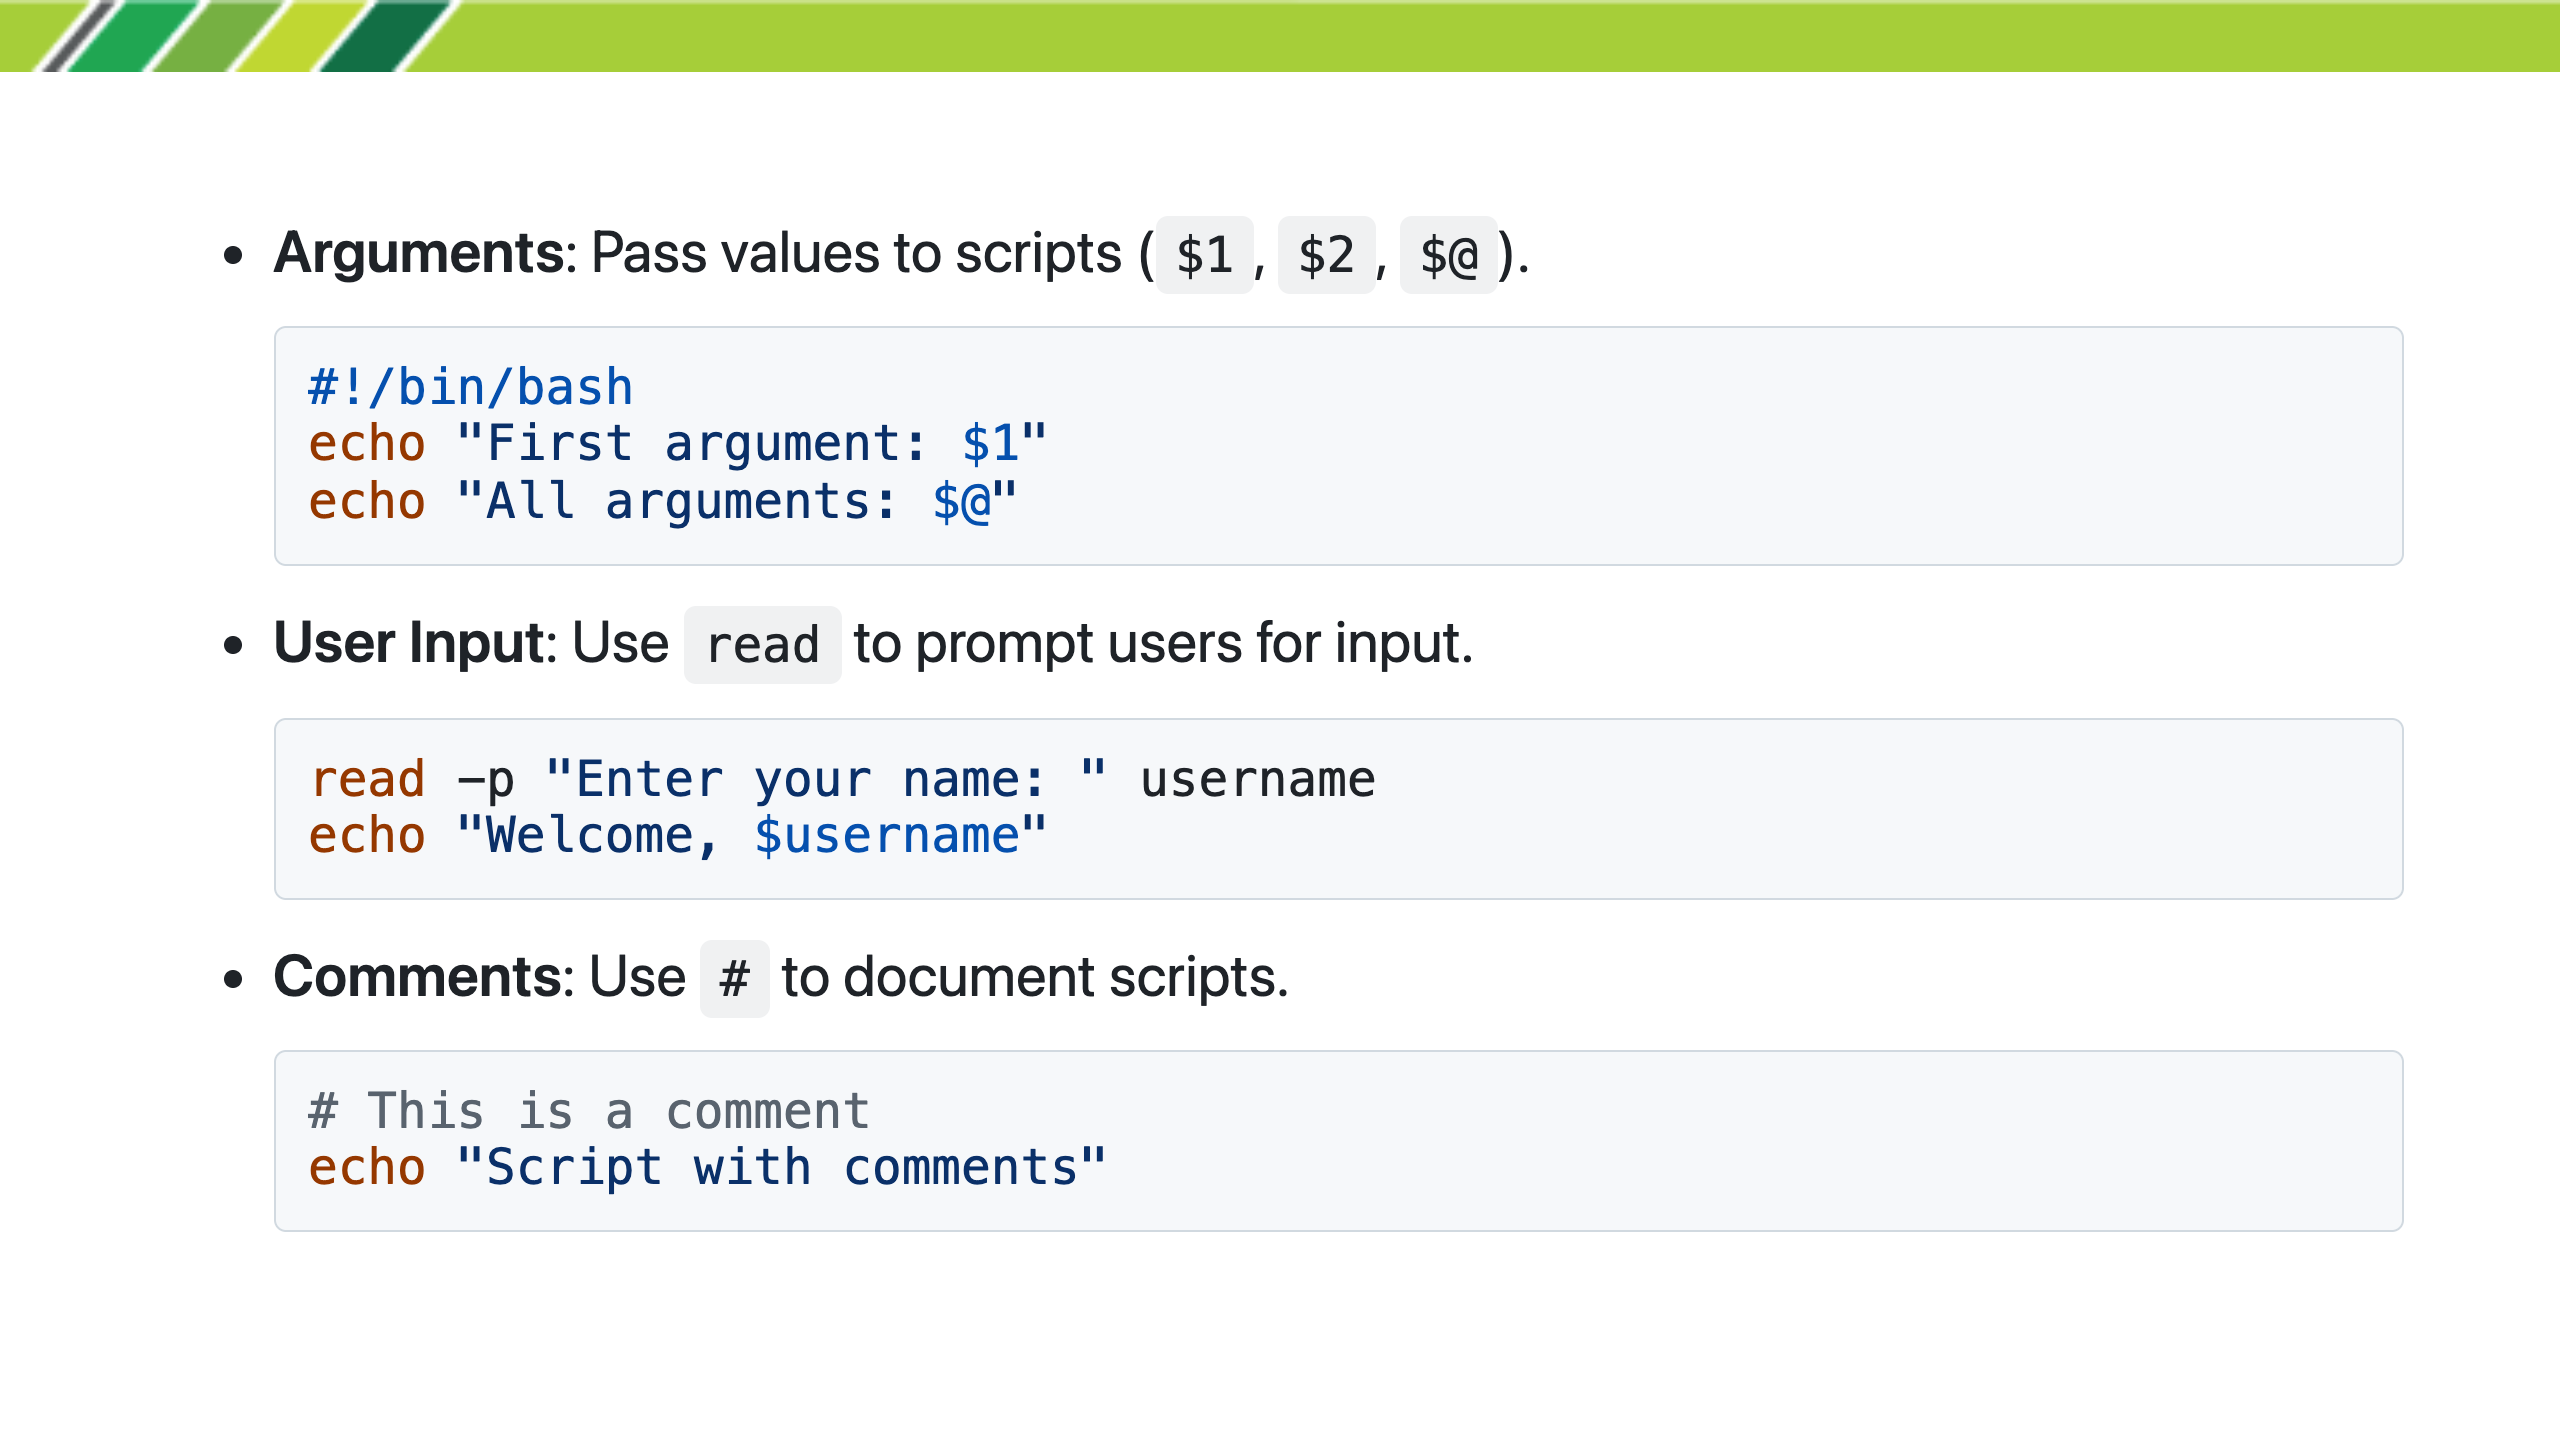 • Arguments: Pass values to scripts ( $1 , $2 , $@ ).
#!/bin/bash
echo "First argument: $1"
echo "All arguments: $@"
• User Input: Use read to prompt users for input.
read -p "Enter your name: " username
echo "Welcome, $username"
• Comments: Use # to document scripts.
# This is a comment
echo "Script with comments"